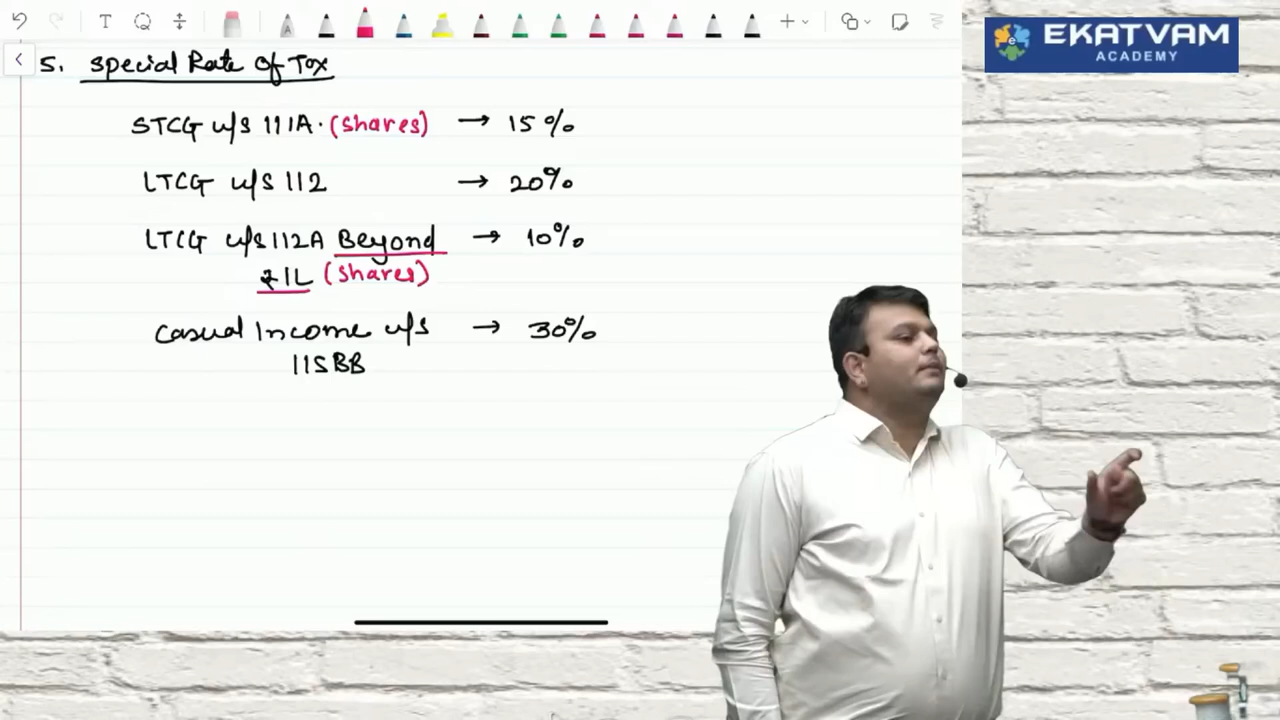 EKATVAM
ACADEMY
5. Special Rate Of Tax
STCG u/s 111A. (shares) → 15%
LTCG u/s 112 → 20%
LTCG u/s 112A Beyond → 10%
₹1L (shares)
Casual Income u/s → 30%
115BB